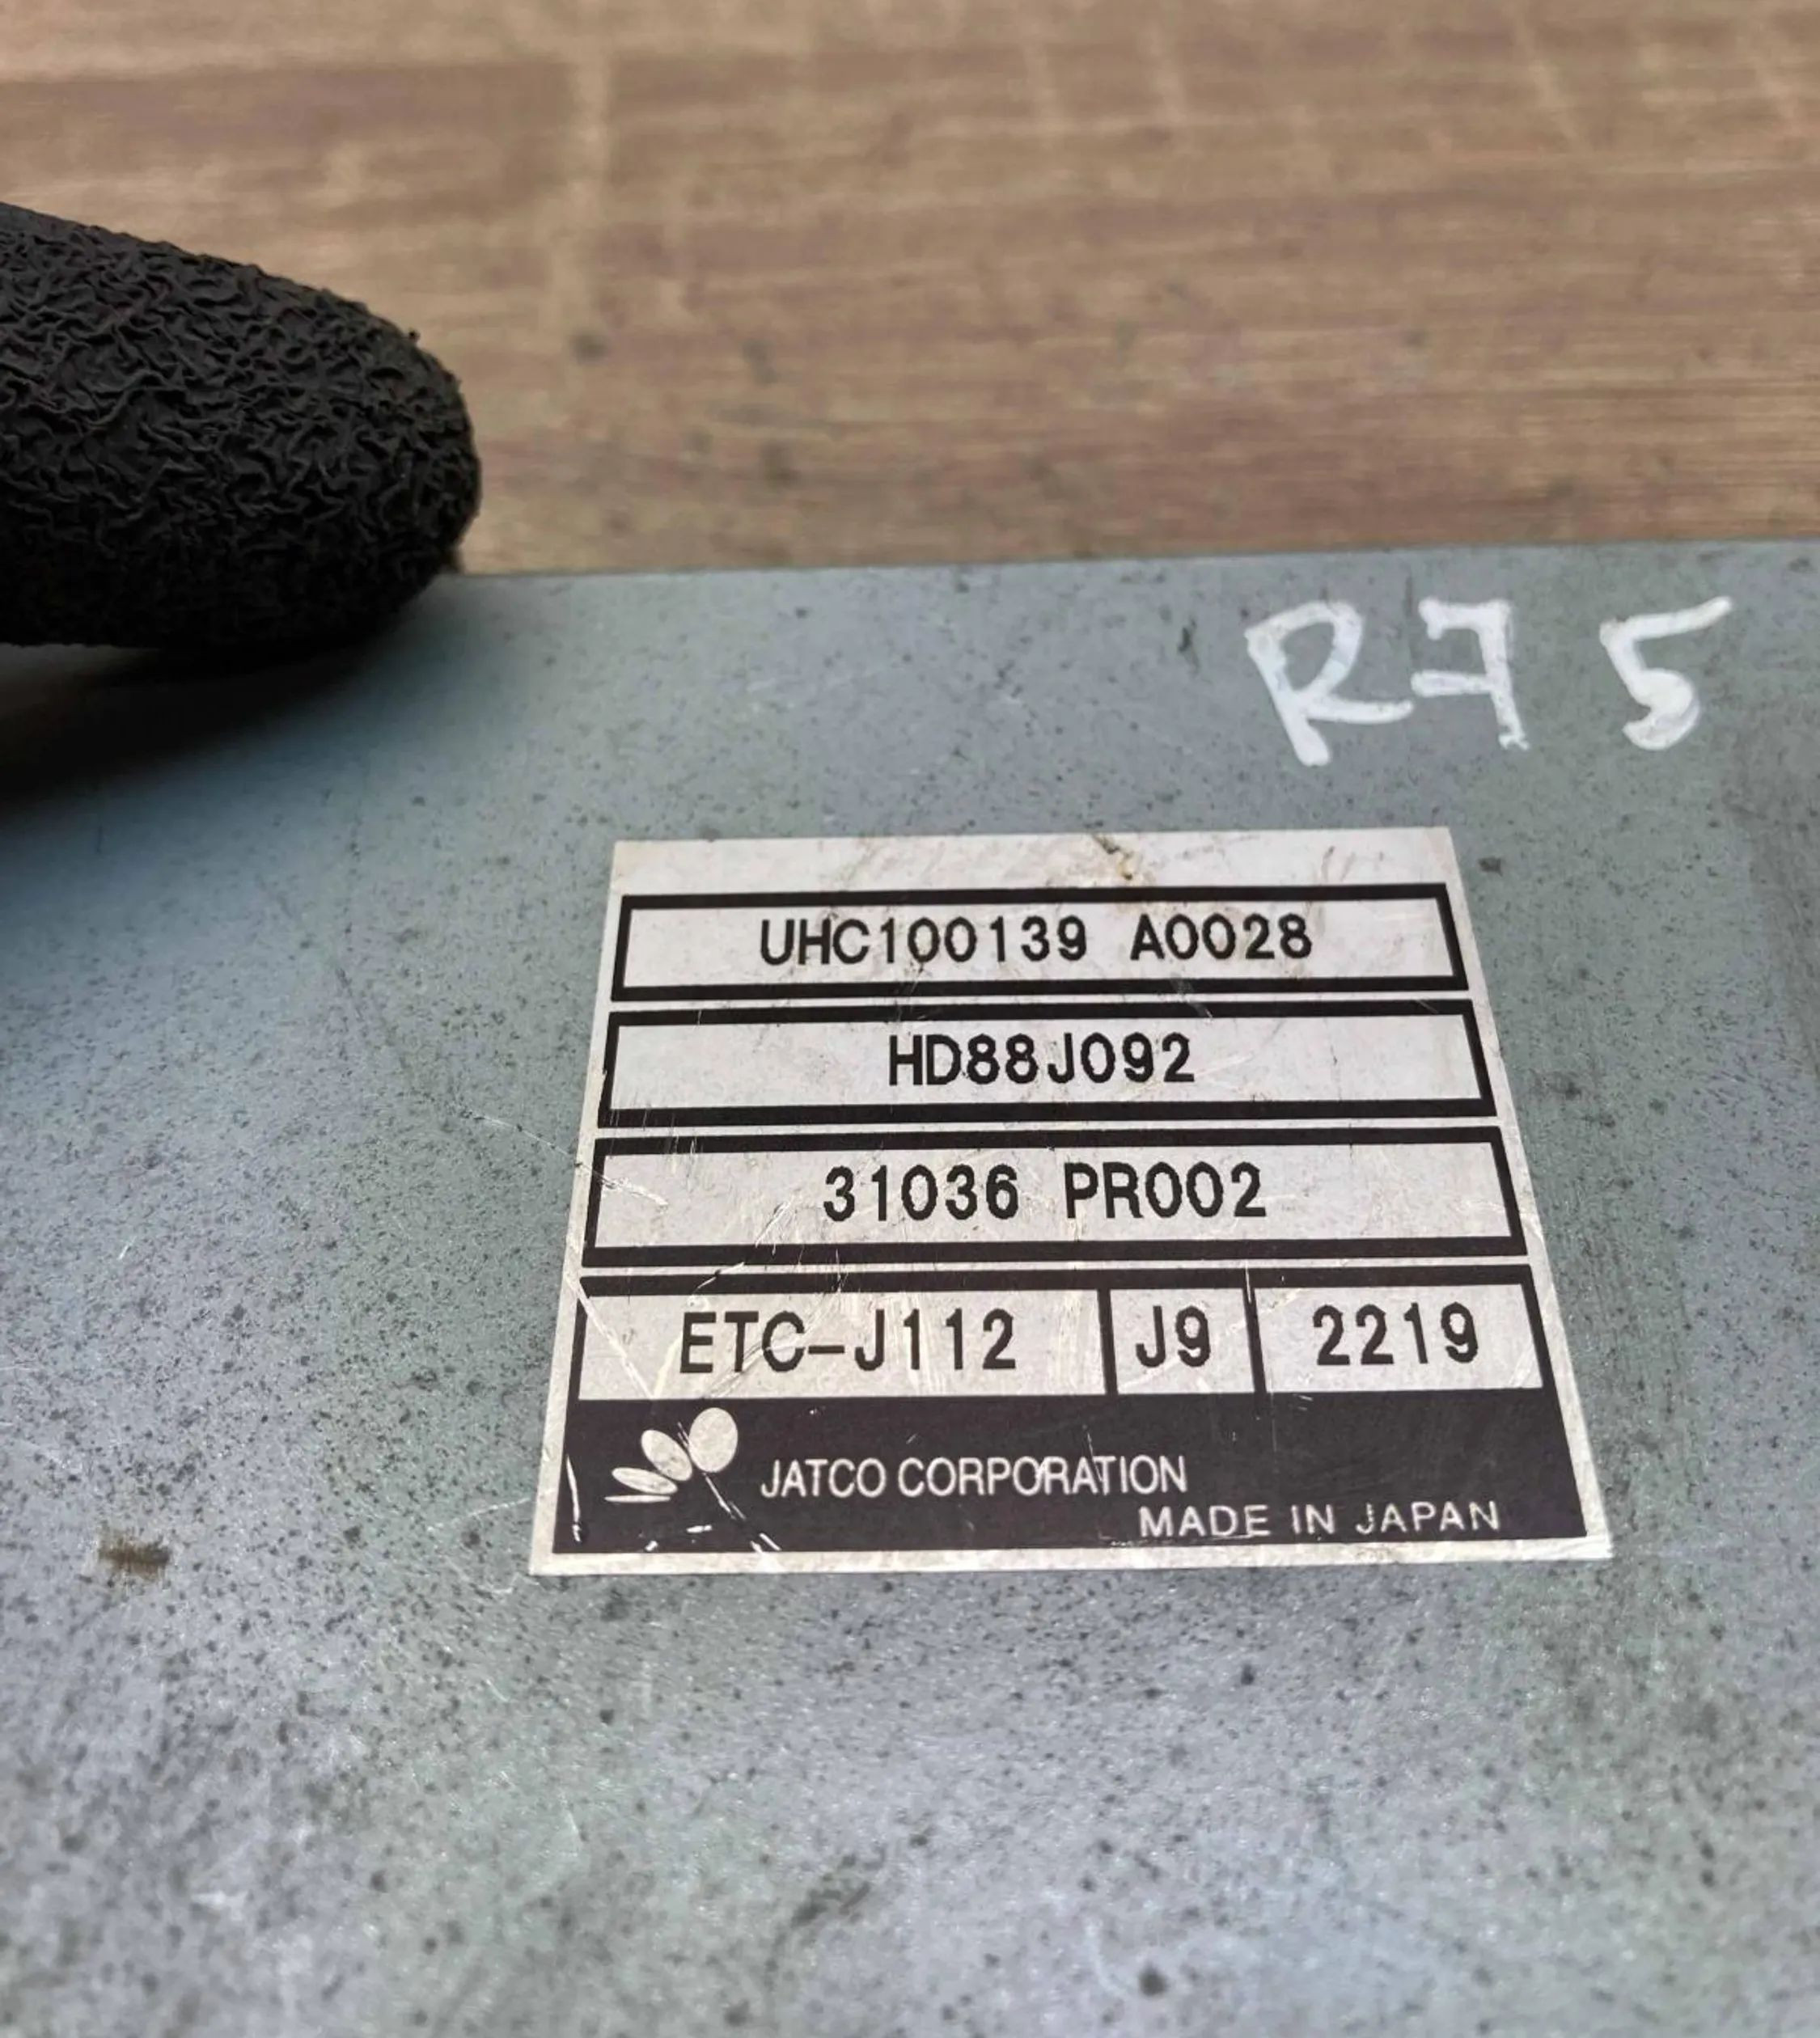 R75
UHC100139 A0028
HD88J092
31036 PR002
ETC-J112 J9 2219
JATCO CORPORATION
MADE IN JAPAN